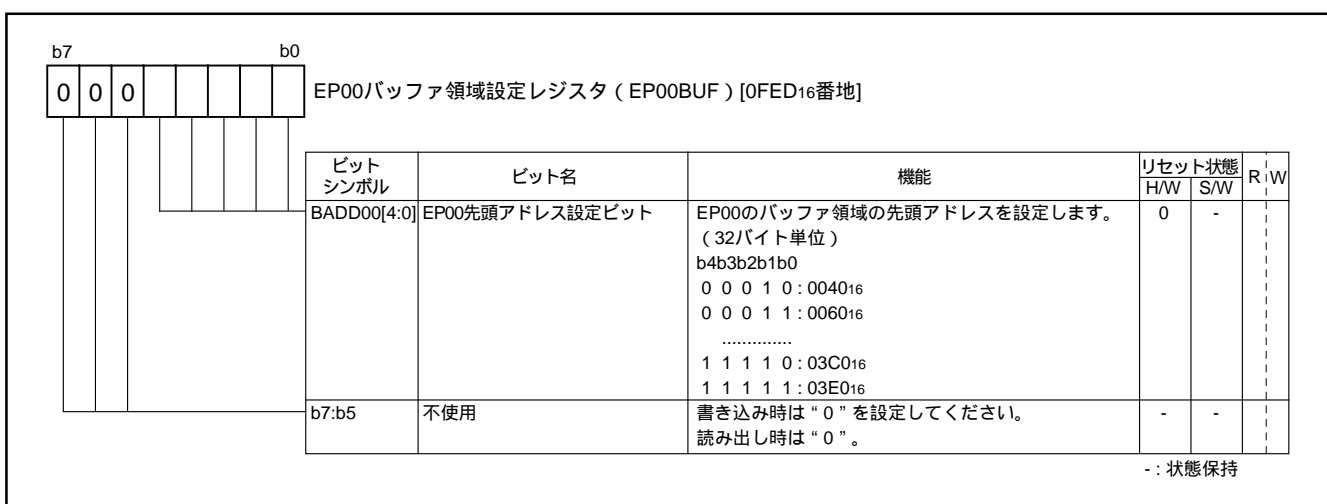 b7 b0
0 0 0 EP00バッファ領域設定レジスタ（EP00BUF）[0FED16番地]
ビット
シンボル ビット名 機能 リセット状態 R W
H/W S/W
BADD00[4:0] EP00先頭アドレス設定ビット EP00のバッファ領域の先頭アドレスを設定します。 0 -
（32バイト単位）
b4b3b2b1b0
0 0 0 1 0 : 004016
0 0 0 1 1 : 006016
..............
1 1 1 1 0 : 03C016
1 1 1 1 1 : 03E016
b7:b5 不使用 書き込み時は“0”を設定してください。 - -
読み出し時は“0”。
- : 状態保持